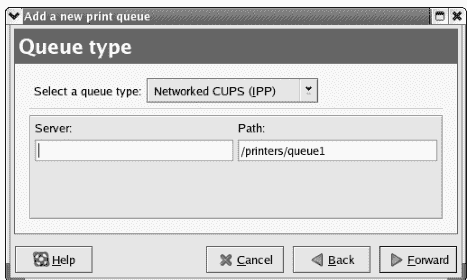 Add a new print queue
Queue type
Select a queue type: Networked CUPS (IPP)
Server: Path:
/printers/queue1
Help Cancel Back Forward